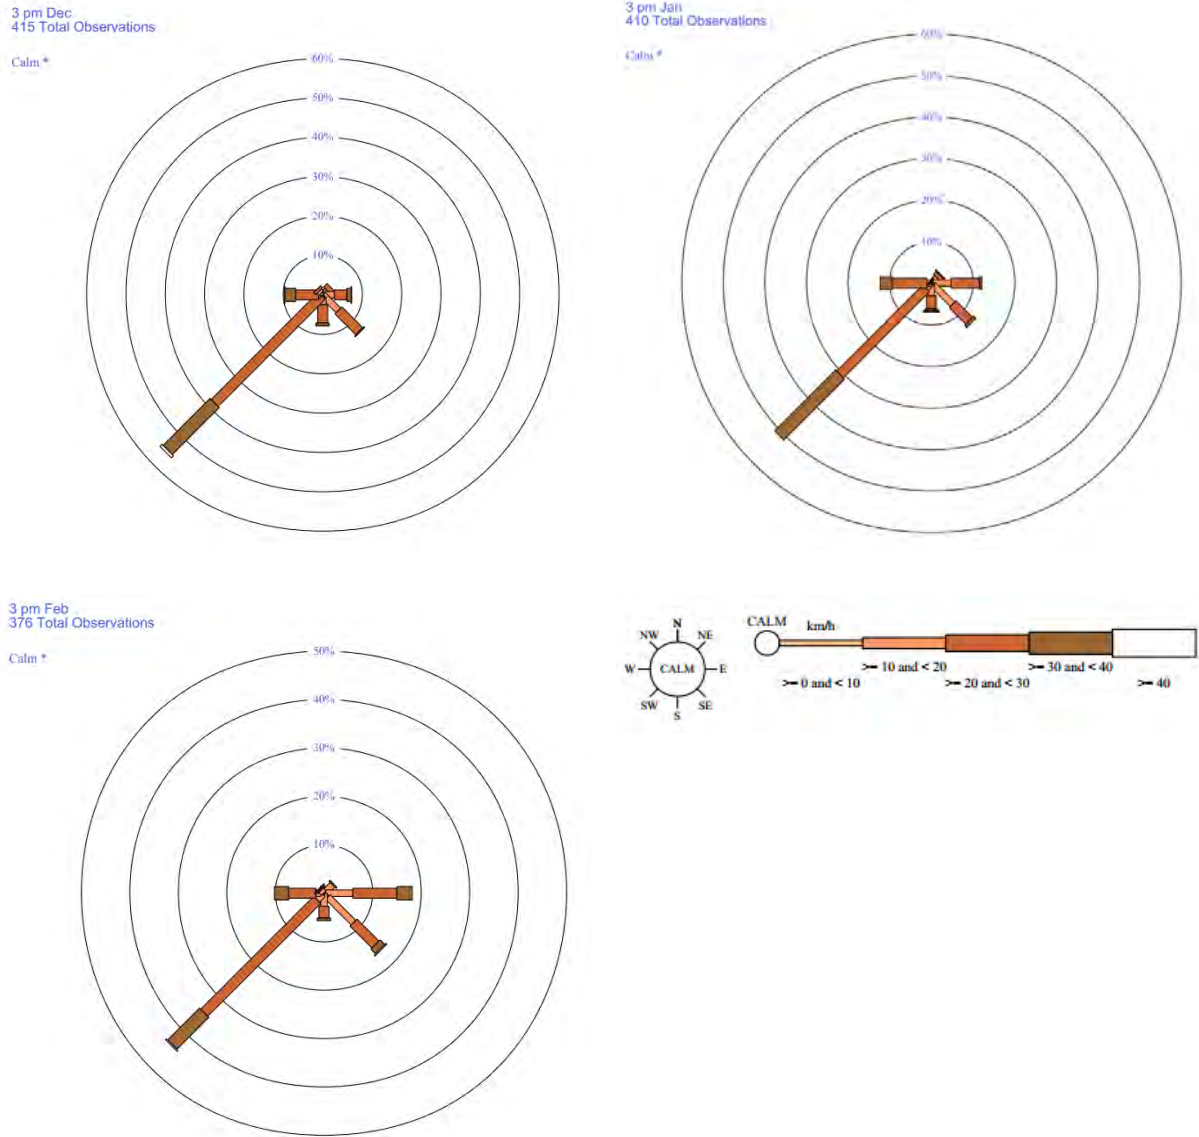 3 pm Dec
415 Total Observations
Calm *
60%
50%
40%
30%
20%
10%
3 pm Jan
410 Total Observations
Calm *
60%
50%
40%
30%
20%
10%
3 pm Feb
376 Total Observations
Calm *
50%
40%
30%
20%
10%
N
NW NE
W CALM E
SW SE
S
CALM km/h
>= 10 and < 20 >= 30 and < 40
>= 0 and < 10 >= 20 and < 30 >= 40